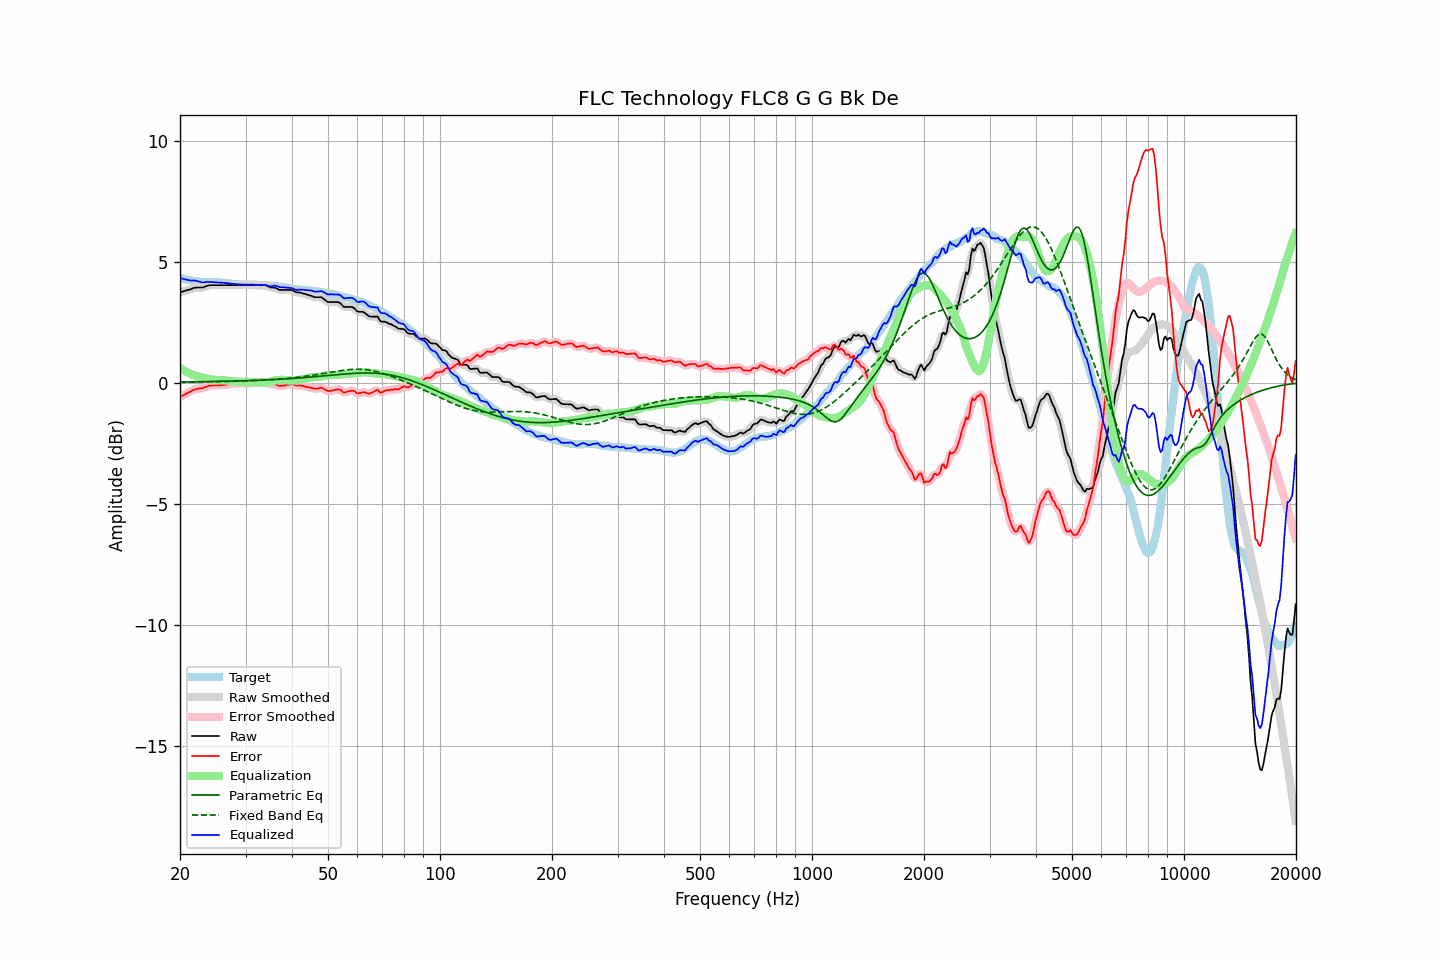 FLC Technology FLC8 G G Bk De
10
5
0
−5
−10
−15
Amplitude (dBr)
Target
Raw Smoothed
Error Smoothed
Raw
Error
Equalization
Parametric Eq
Fixed Band Eq
Equalized
20 50 100 200 500 1000 2000 5000 10000 20000
Frequency (Hz)